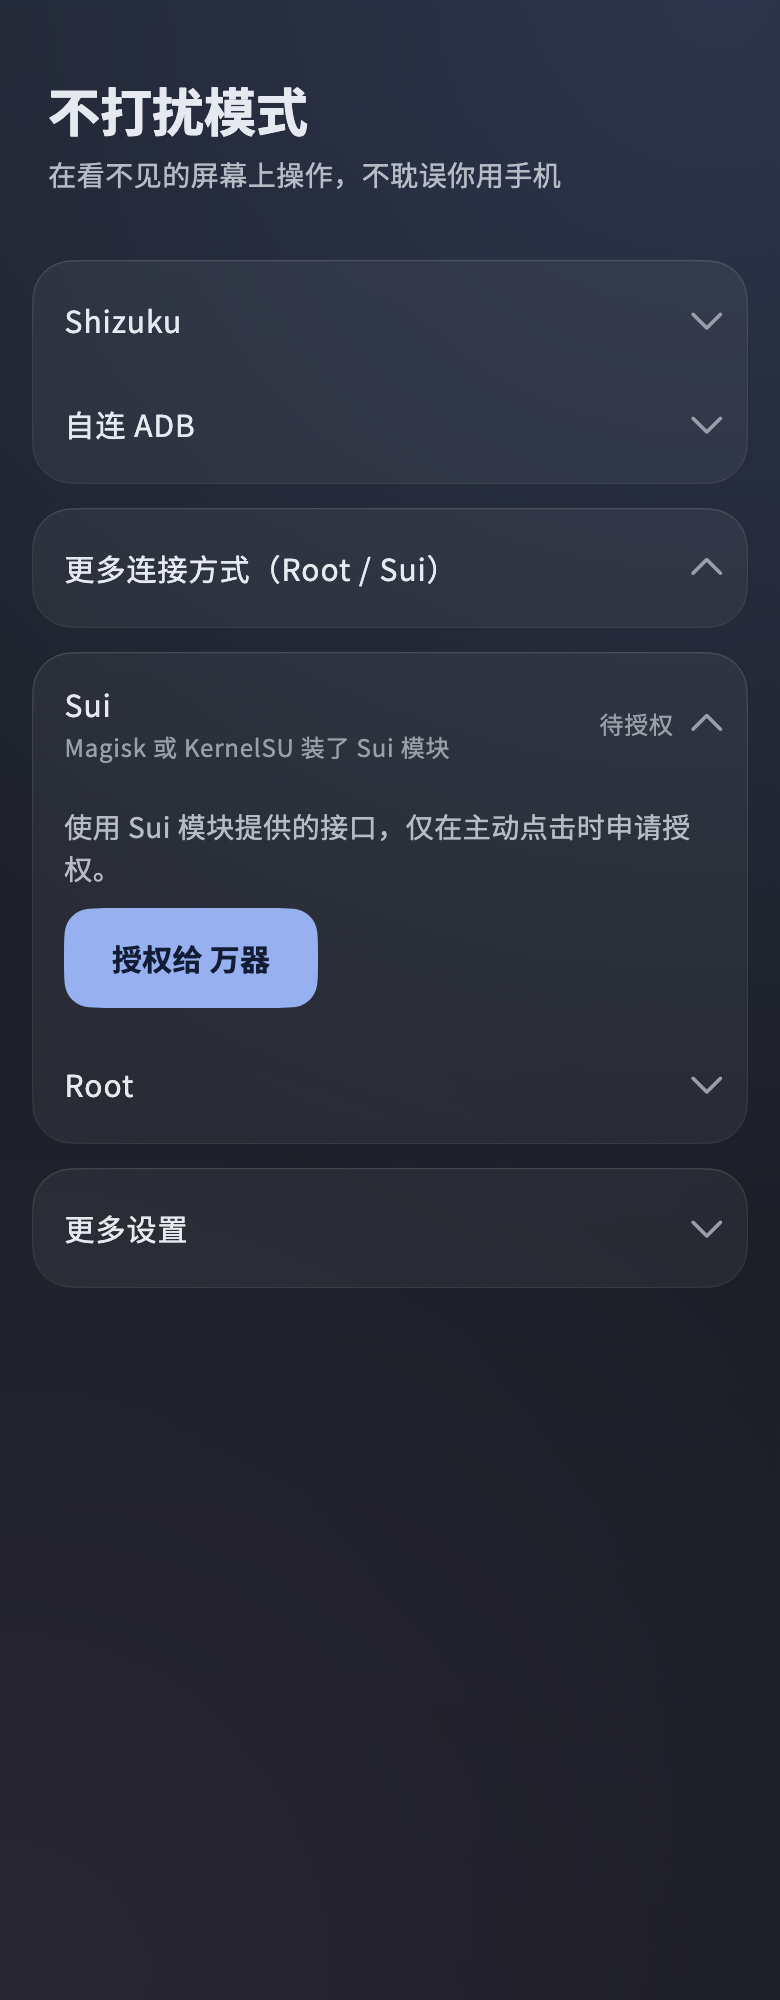 不打扰模式
在看不见的屏幕上操作，不耽误你用手机
Shizuku
自连 ADB
更多连接方式（Root / Sui）
Sui
待授权
Magisk 或 KernelSU 装了 Sui 模块
使用 Sui 模块提供的接口，仅在主动点击时申请授
权。
授权给 万器
Root
更多设置